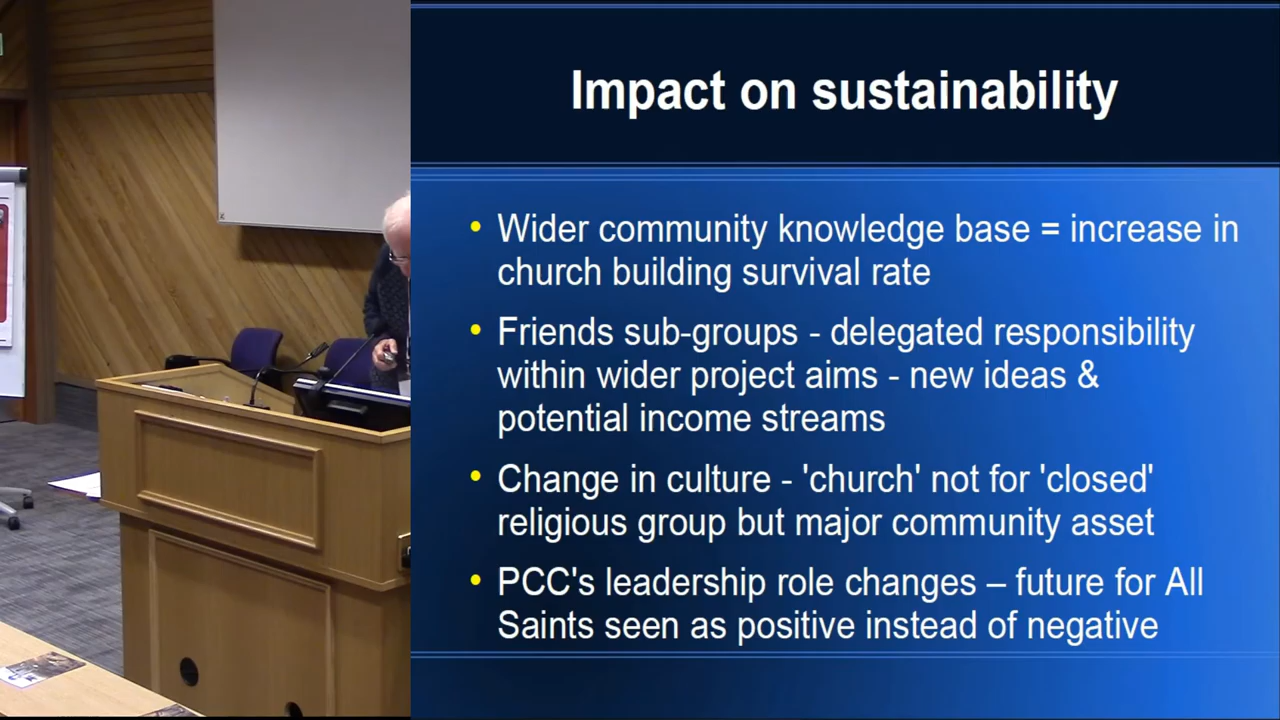 Impact on sustainability
• Wider community knowledge base = increase in
church building survival rate
• Friends sub-groups - delegated responsibility
within wider project aims - new ideas &
potential income streams
• Change in culture - 'church' not for 'closed'
religious group but major community asset
• PCC's leadership role changes – future for All
Saints seen as positive instead of negative